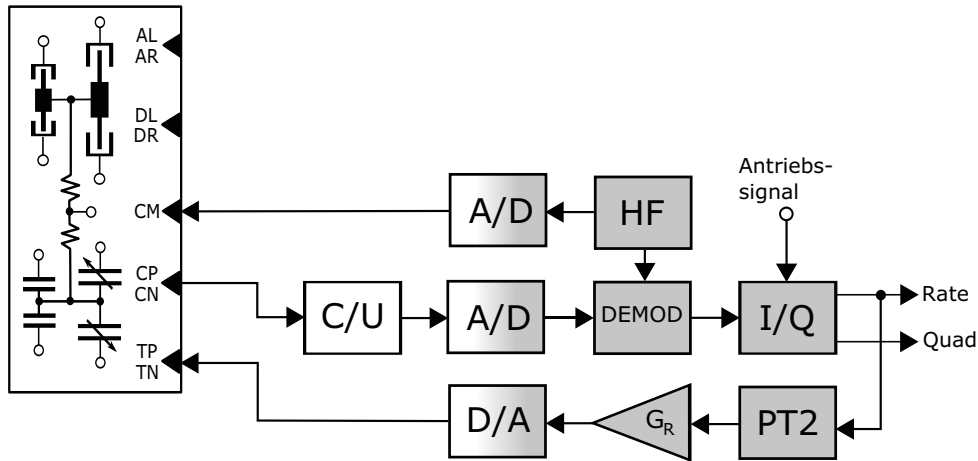 AL
AR
DL
DR
CM
CP
CN
TP
TN
A/D
HF
Antriebs-
signal
C/U
A/D
DEMOD
I/Q
Rate
Quad
D/A
G_R
PT2